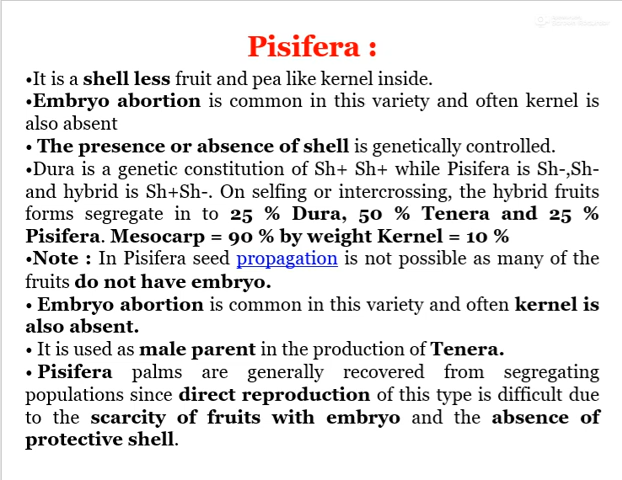 Pisifera :
•It is a shell less fruit and pea like kernel inside.
•Embryo abortion is common in this variety and often kernel is
also absent
• The presence or absence of shell is genetically controlled.
•Dura is a genetic constitution of Sh+ Sh+ while Pisifera is Sh-,Sh-
and hybrid is Sh+Sh-. On selfing or intercrossing, the hybrid fruits
forms segregate in to 25 % Dura, 50 % Tenera and 25 %
Pisifera. Mesocarp = 90 % by weight Kernel = 10 %
•Note : In Pisifera seed propagation is not possible as many of the
fruits do not have embryo.
• Embryo abortion is common in this variety and often kernel is
also absent.
• It is used as male parent in the production of Tenera.
• Pisifera palms are generally recovered from segregating
populations since direct reproduction of this type is difficult due
to the scarcity of fruits with embryo and the absence of
protective shell.